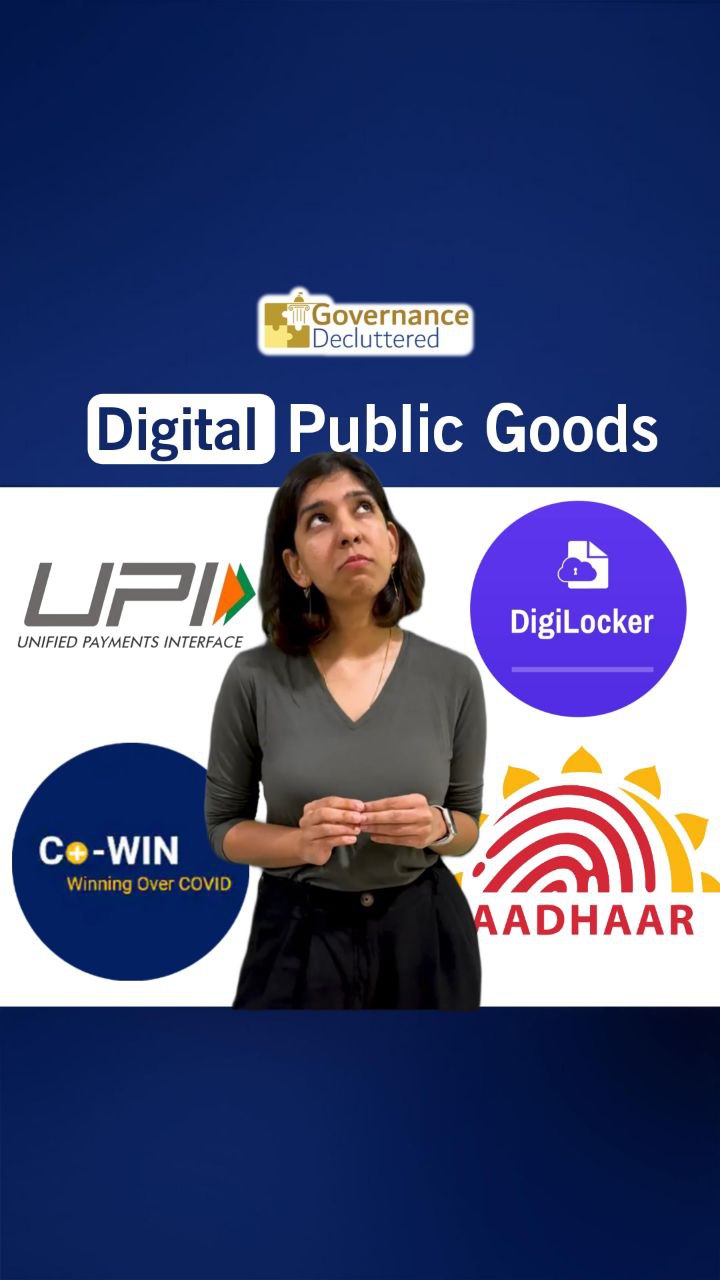 Governance
Decluttered
Digital Public Goods
UPI
UNIFIED PAYMENTS INTERFACE
DigiLocker
Co-WIN
Winning Over COVID
AADHAAR